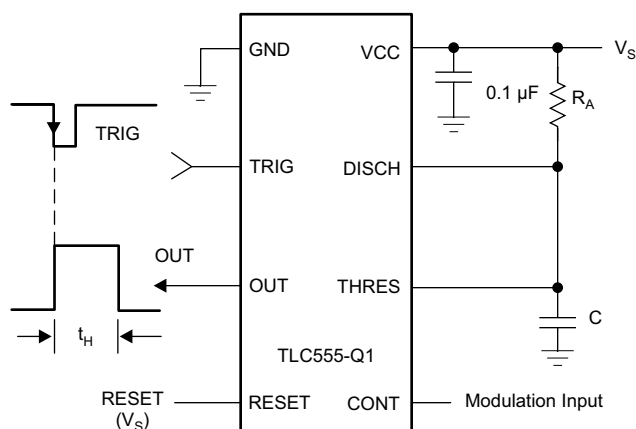 GND VCC V_S
0.1 µF R_A
TRIG
TRIG DISCH
OUT
OUT THRES
t_H C
TLC555-Q1
RESET RESET CONT Modulation Input
(V_S)